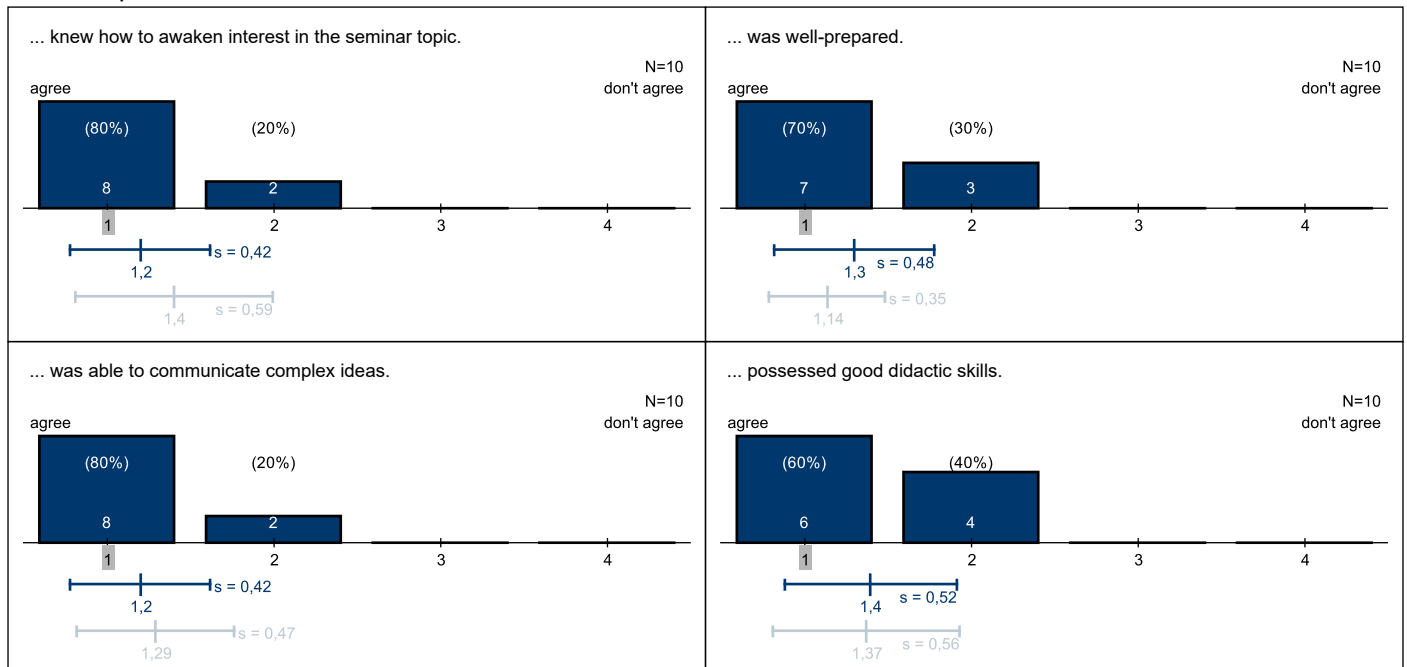 ... knew how to awaken interest in the seminar topic.
N=10
agree
don't agree
(80%)
(20%)
8
2
1
2
3
4
s = 0,42
1,2
s = 0,59
1,4
... was well-prepared.
N=10
agree
don't agree
(70%)
(30%)
7
3
1
2
3
4
s = 0,48
1,3
s = 0,35
1,14
... was able to communicate complex ideas.
N=10
agree
don't agree
(80%)
(20%)
8
2
1
2
3
4
s = 0,42
1,2
s = 0,47
1,29
... possessed good didactic skills.
N=10
agree
don't agree
(60%)
(40%)
6
4
1
2
3
4
s = 0,52
1,4
s = 0,56
1,37